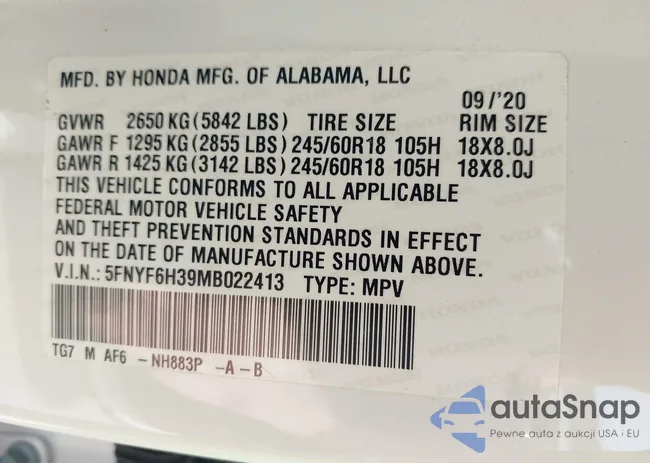 MFD. BY HONDA MFG. OF ALABAMA, LLC
09/'20
GVWR 2650 KG (5842 LBS) TIRE SIZE RIM SIZE
GAWR F 1295 KG (2855 LBS) 245/60R18 105H 18X8.0J
GAWR R 1425 KG (3142 LBS) 245/60R18 105H 18X8.0J
THIS VEHICLE CONFORMS TO ALL APPLICABLE
FEDERAL MOTOR VEHICLE SAFETY
AND THEFT PREVENTION STANDARDS IN EFFECT
ON THE DATE OF MANUFACTURE SHOWN ABOVE.
V.I.N.: 5FNYF6H39MB022413 TYPE: MPV
TG7 M AF6 -NH883P -A -B
autaSnap
Pewne auta z aukcji USA i EU